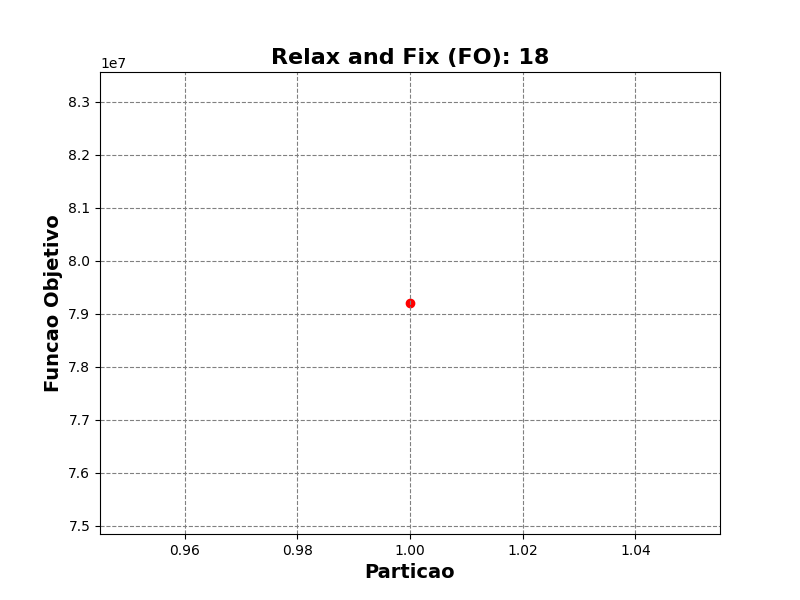 Relax and Fix (FO): 18
1e7
8.3
8.2
8.1
8.0
7.9
7.8
7.7
7.6
7.5
Funcao Objetivo
0.96 0.98 1.00 1.02 1.04
Particao